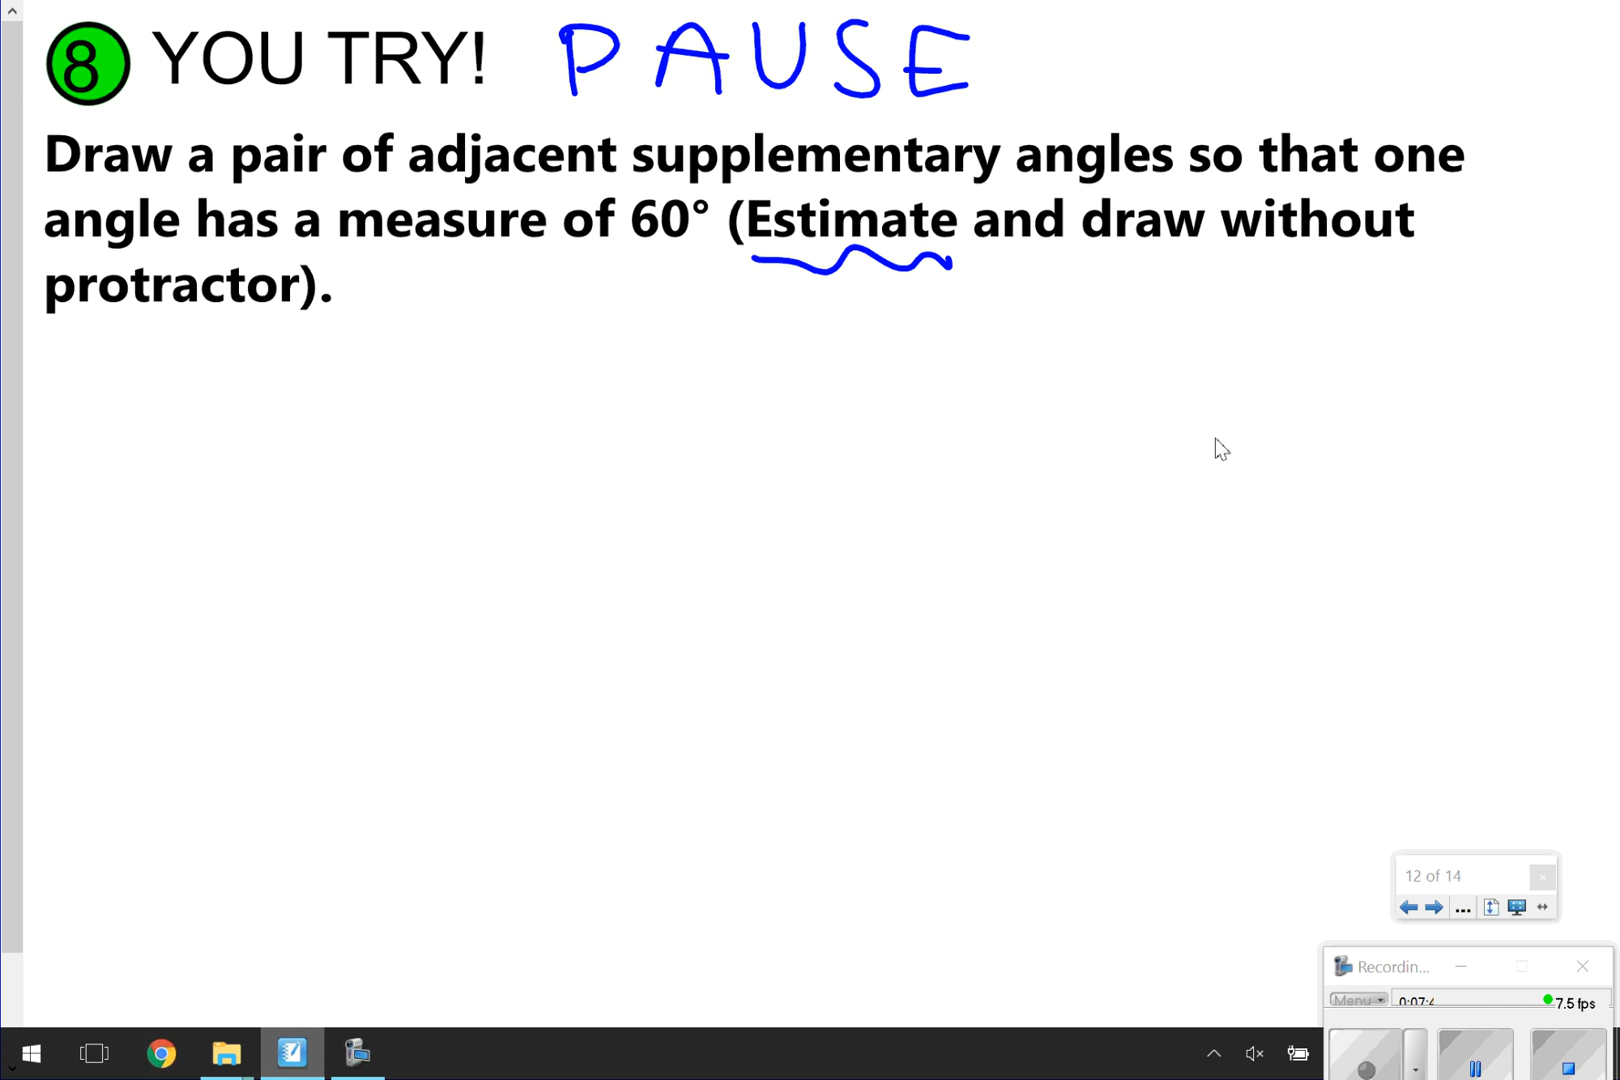 8 YOU TRY! PAUSE
Draw a pair of adjacent supplementary angles so that one
angle has a measure of 60° (Estimate and draw without
protractor).
12 of 14
...
Recordin...
Menu
7.5 fps